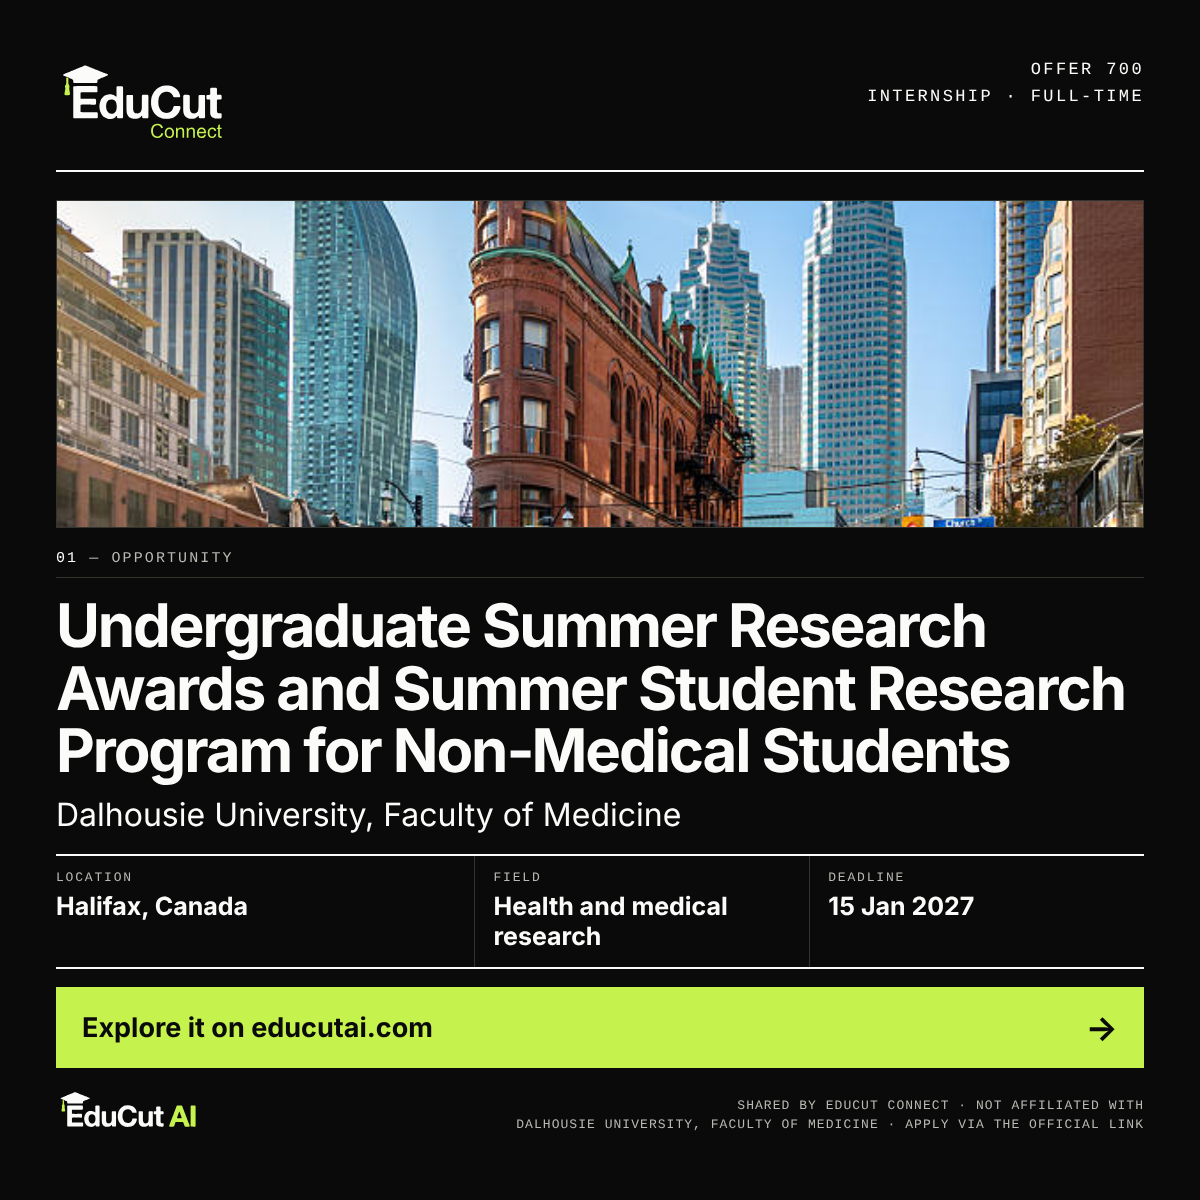 EduCut
Connect
OFFER 700
INTERNSHIP · FULL-TIME
Church
01 — OPPORTUNITY
Undergraduate Summer Research
Awards and Summer Student Research
Program for Non-Medical Students
Dalhousie University, Faculty of Medicine
LOCATION
Halifax, Canada
FIELD
Health and medical
research
DEADLINE
15 Jan 2027
Explore it on educutai.com →
EduCut AI
SHARED BY EDUCUT CONNECT · NOT AFFILIATED WITH
DALHOUSIE UNIVERSITY, FACULTY OF MEDICINE · APPLY VIA THE OFFICIAL LINK